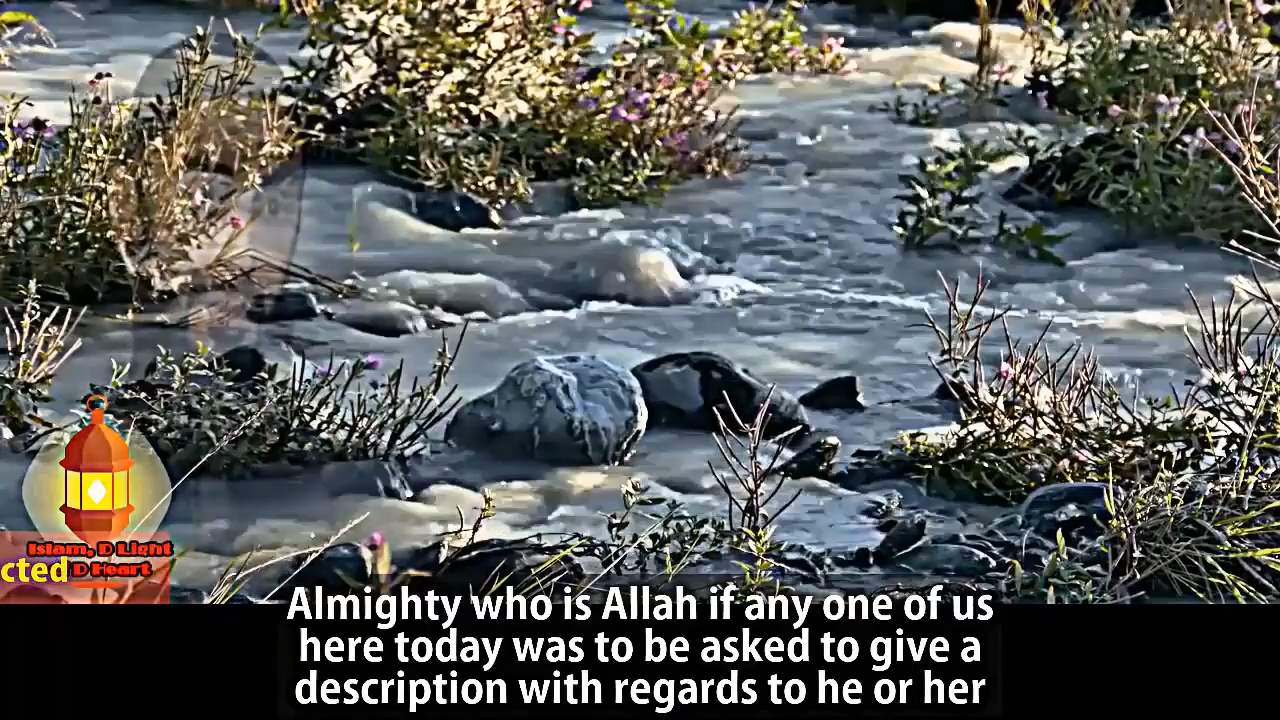 Islam, D Light
cted D Heart
Almighty who is Allah if any one of us
here today was to be asked to give a
description with regards to he or her